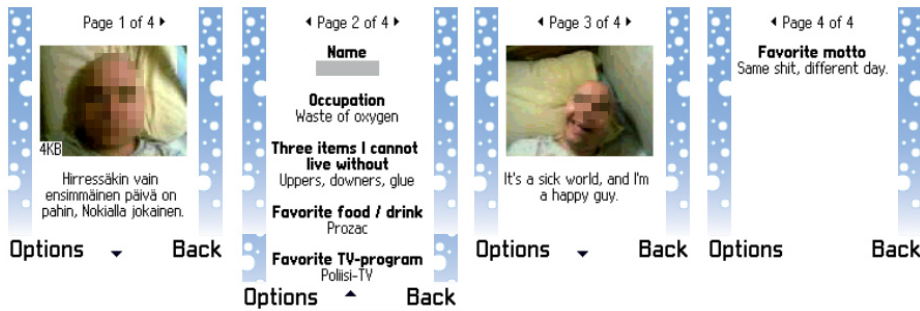 Page 1 of 4
4KB
Hirressäkin vain
ensimmäinen päivä on
pahin, Nokialla jokainen.
Options
Back
Page 2 of 4
Name
Occupation
Waste of oxygen
Three items I cannot
live without
Uppers, downers, glue
Favorite food / drink
Prozac
Favorite TV-program
Poliisi-TV
Options
Back
Page 3 of 4
It's a sick world, and I'm
a happy guy.
Options
Back
Page 4 of 4
Favorite motto
Same shit, different day.
Options
Back